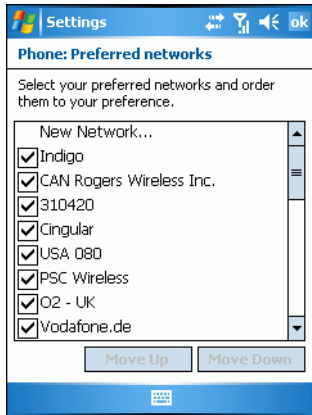 Settings
ok
Phone: Preferred networks
Select your preferred networks and order
them to your preference.
New Network...
Indigo
CAN Rogers Wireless Inc.
310420
Cingular
USA 080
PSC Wireless
O2 - UK
Vodafone.de
Move Up Move Down